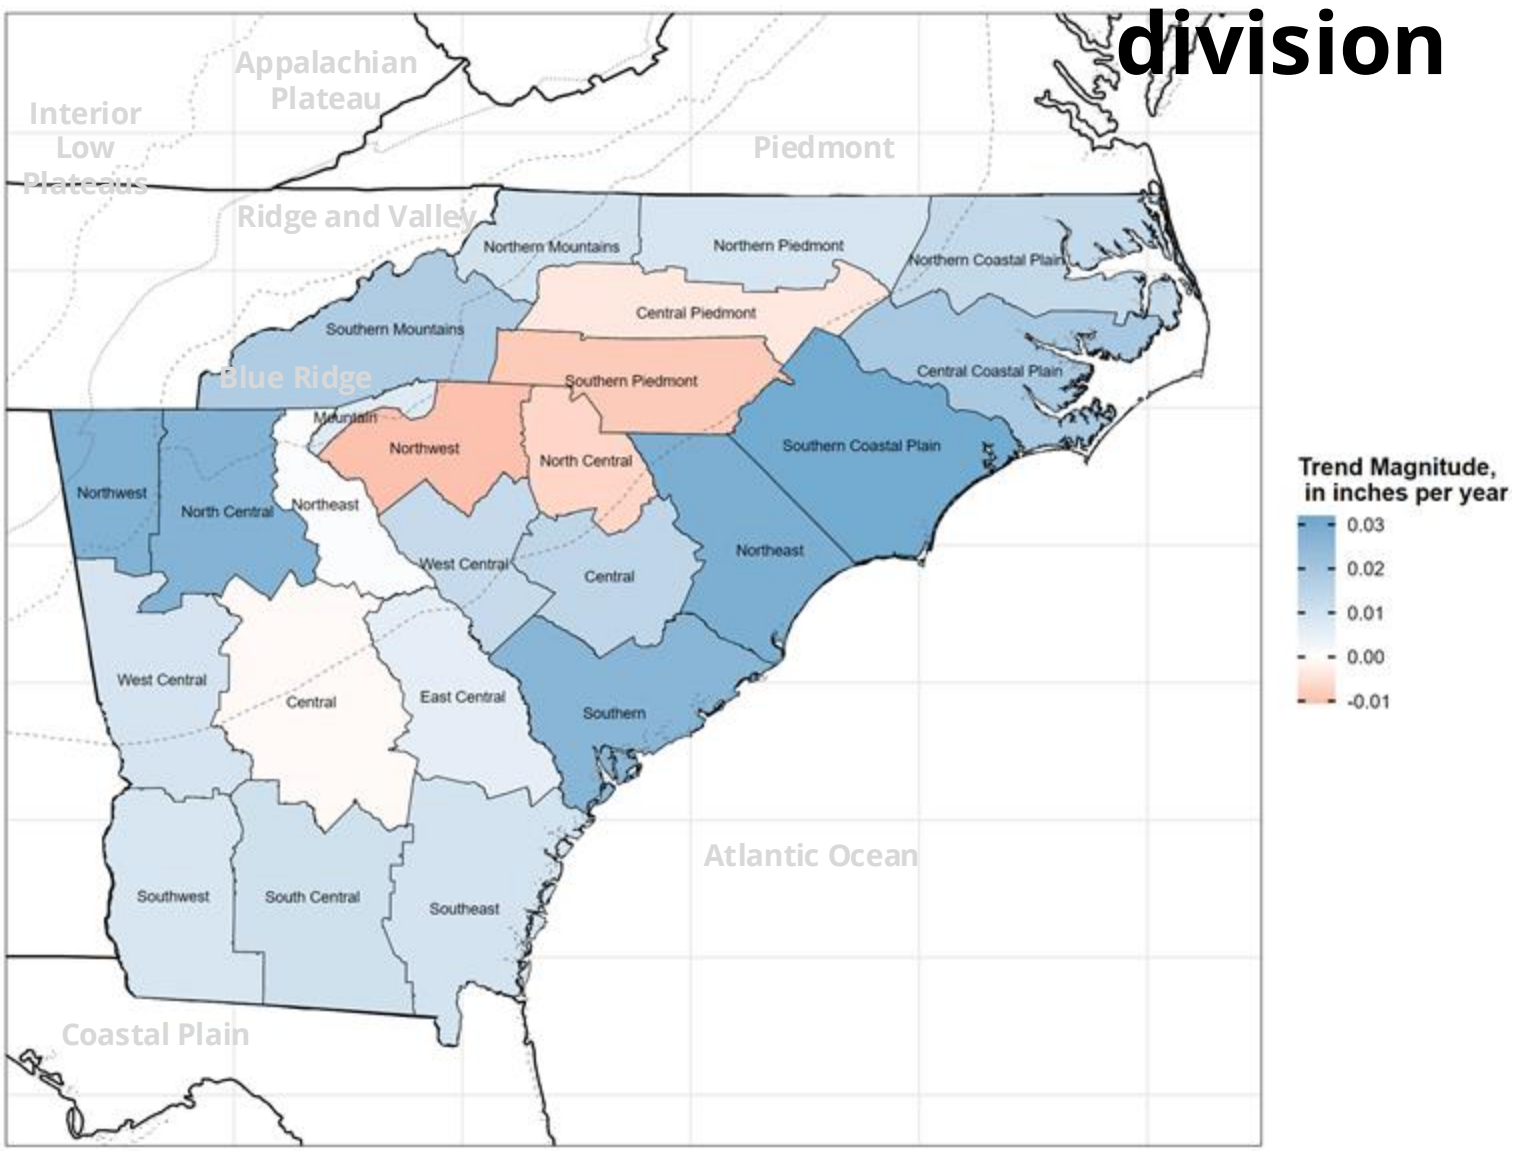 division
Appalachian
Plateau
Interior
Low
Plateaus
Piedmont
Ridge and Valley
Northern Mountains
Northern Piedmont
Northern Coastal Plain
Central Piedmont
Southern Mountains
Central Coastal Plain
Blue Ridge
Southern Piedmont
Mountain
Northwest
North Central
Southern Coastal Plain
Northwest
North Central
Northeast
West Central
Central
Northeast
West Central
Central
East Central
Southern
Southwest
South Central
Southeast
Atlantic Ocean
Coastal Plain
Trend Magnitude,
in inches per year
0.03
0.02
0.01
0.00
-0.01